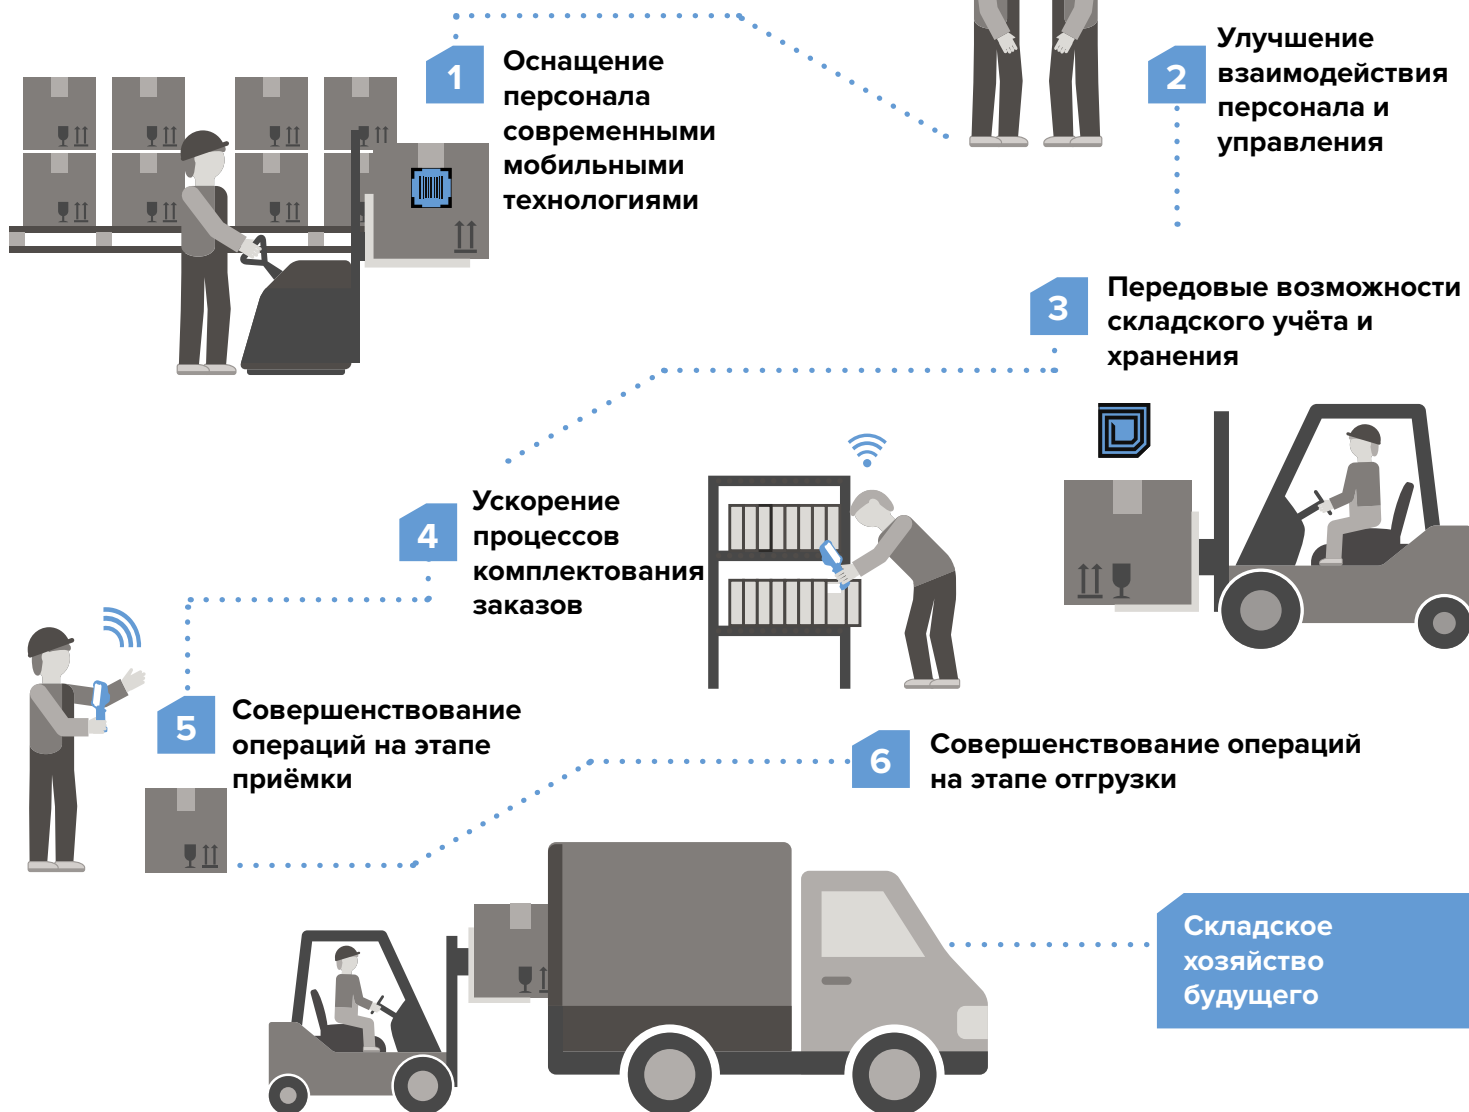 1
Оснащение
персонала
современными
мобильными
технологиями
2
Улучшение
взаимодействия
персонала и
управления
3
Передовые возможности
складского учёта и
хранения
4
Ускорение
процессов
комплектования
заказов
5
Совершенствование
операций на этапе
приёмки
6
Совершенствование операций
на этапе отгрузки
Складское
хозяйство
будущего